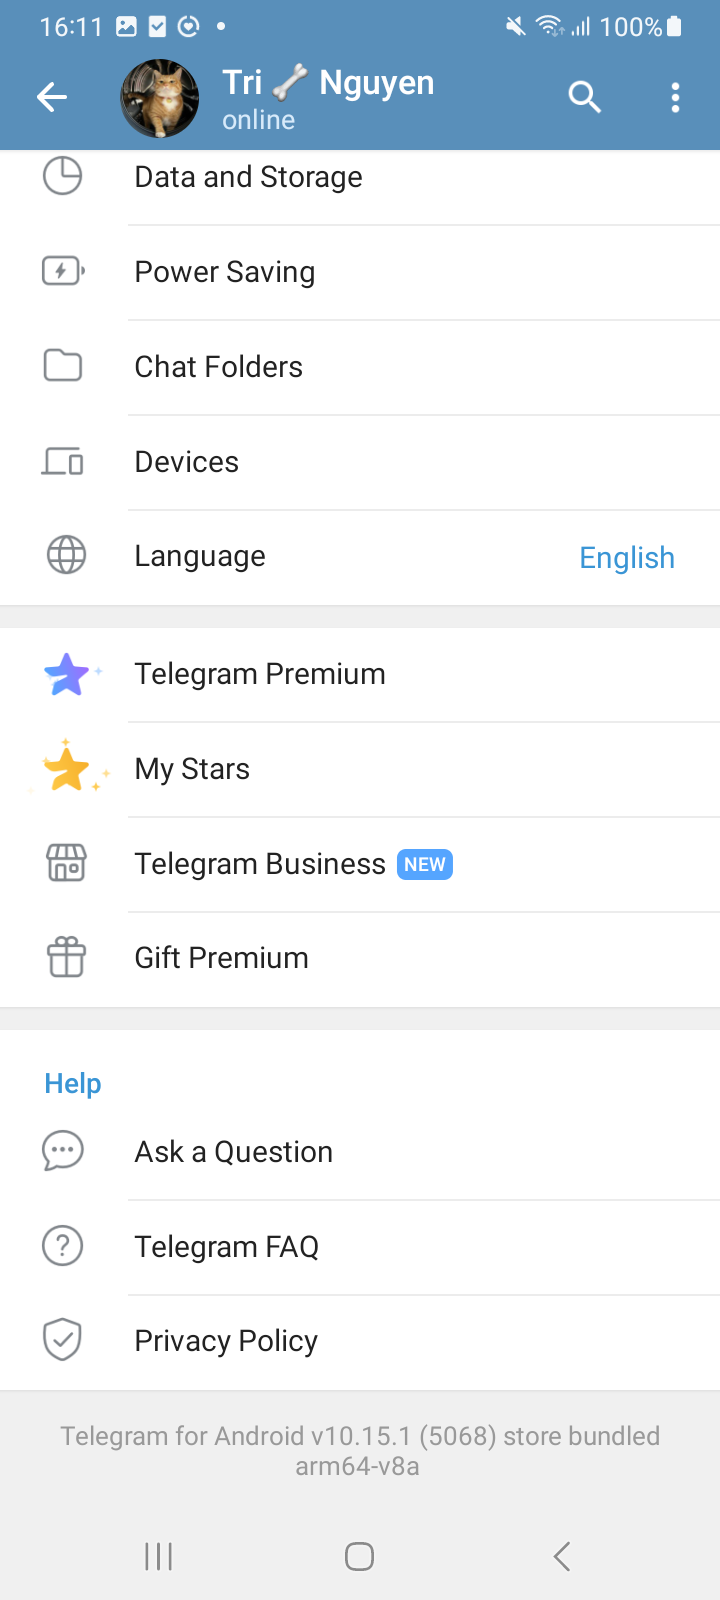 16:11 100%
Tri 🦴 Nguyen
online
Data and Storage
Power Saving
Chat Folders
Devices
Language English
Telegram Premium
My Stars
Telegram Business NEW
Gift Premium
Help
Ask a Question
Telegram FAQ
Privacy Policy
Telegram for Android v10.15.1 (5068) store bundled
arm64-v8a